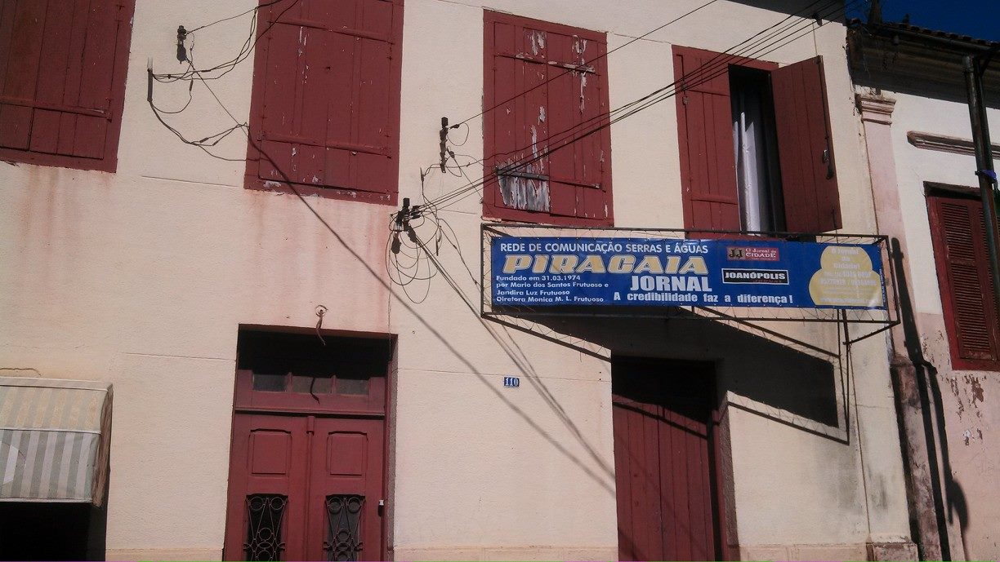 REDE DE COMUNICAÇÃO SERRAS E ÁGUAS
PIRACAIA
JORNAL
Fundado em 31.03.1974
por Mario dos Santos Frutuoso e
Jandira Luz Frutuoso
Diretora Monica M. L. Frutuoso
A credibilidade faz a diferença!
JJ
O Jornal da
CIDADE
JOANÓPOLIS
O Jornal
da
Cidade!
110